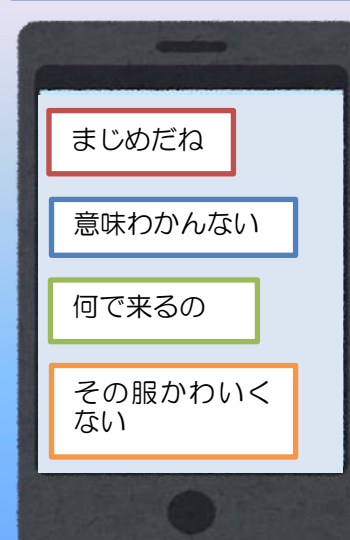 まじめだね
意味わかんない
何で来るの
その服かわいく
ない